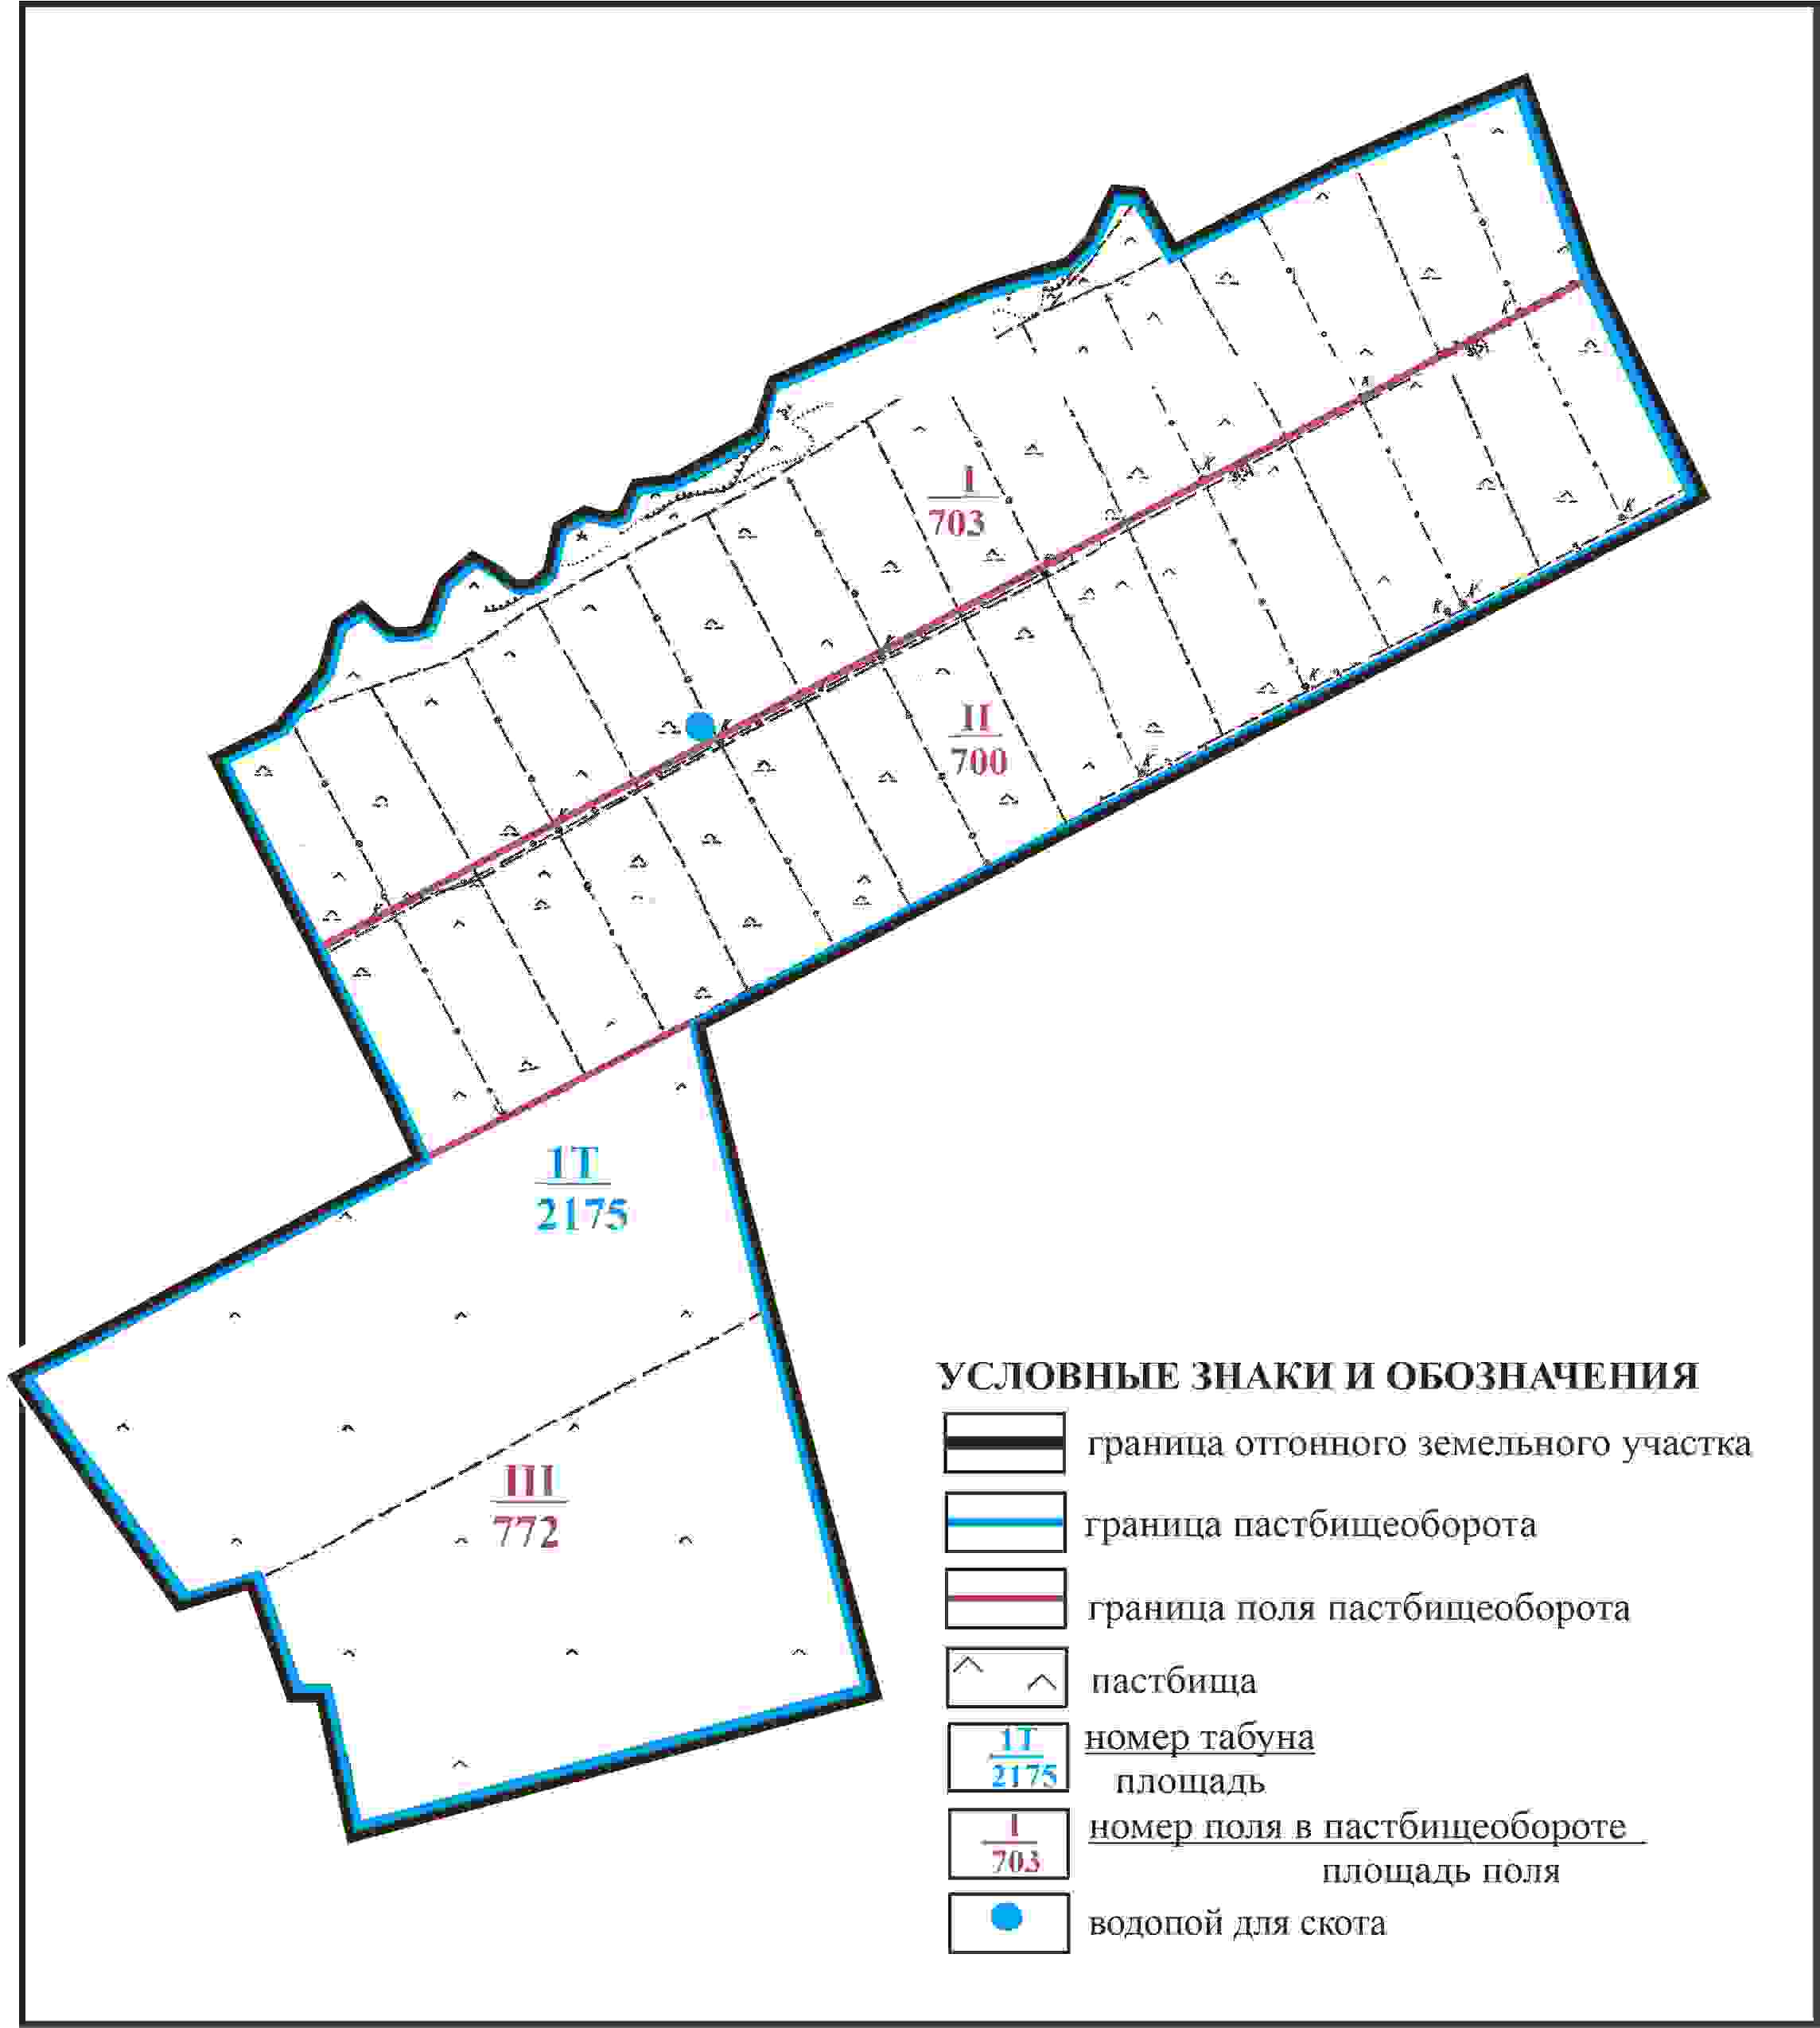 I
703
II
700
1Т
2175
III
772
УСЛОВНЫЕ ЗНАКИ И ОБОЗНАЧЕНИЯ
граница отгонного земельного участка
граница пастбищеоборота
граница поля пастбищеоборота
пастбища
1Т
2175
номер табуна
площадь
I
703
номер поля в пастбищеобороте
площадь поля
водопой для скота